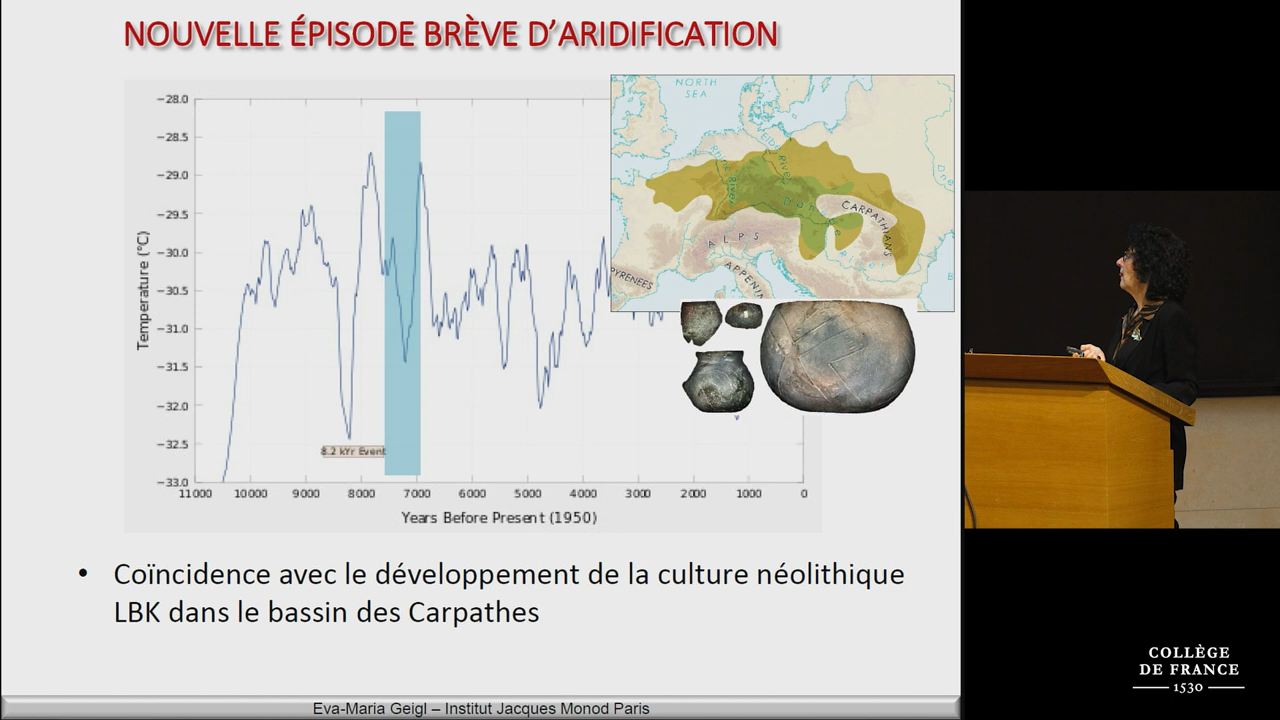 NOUVELLE ÉPISODE BRÈVE D'ARIDIFICATION
Temperature (°C)
−28.0
−28.5
−29.0
−29.5
−30.0
−30.5
−31.0
−31.5
−32.0
−32.5
−33.0
8.2 kYr Event
11000 10000 9000 8000 7000 6000 5000 4000 3000 2000 1000 0
Years Before Present (1950)
NORTH
SEA
River
River
CARPATHIANS
ALPS
PYRENEES
APPENIN
• Coïncidence avec le développement de la culture néolithique
LBK dans le bassin des Carpathes
Eva-Maria Geigl – Institut Jacques Monod Paris
COLLÈGE
DE FRANCE
1530